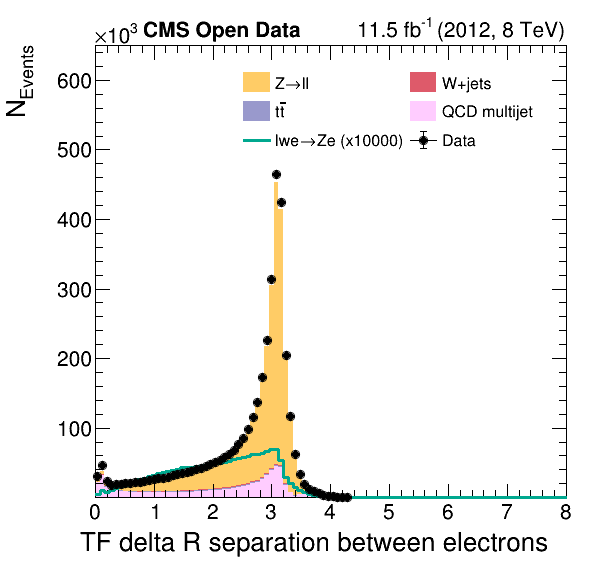 ×10³ CMS Open Data 11.5 fb⁻¹ (2012, 8 TeV)
N_Events
Z→ll W+jets
tt̄ QCD multijet
lwe→Ze (x10000) Data
600
500
400
300
200
100
0 1 2 3 4 5 6 7 8
TF delta R separation between electrons